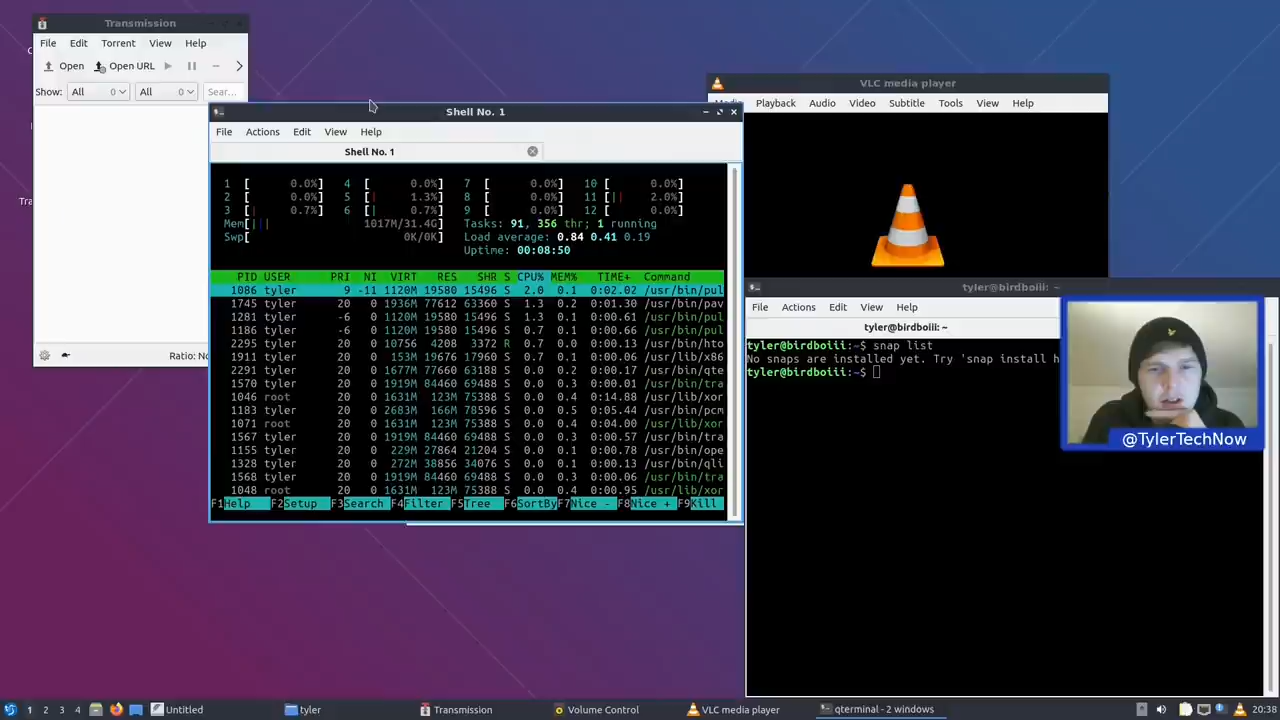 Transmission
File Edit Torrent View Help
Open Open URL
Show: All 0 All 0 Sear...
Shell No. 1
File Actions Edit View Help
Shell No. 1
1 [ 0.0%] 4 [ 0.0%] 7 [ 0.0%] 10 [ 0.0%]
2 [ 0.0%] 5 [| 1.3%] 8 [ 0.0%] 11 [|| 2.0%]
3 [| 0.7%] 6 [| 0.7%] 9 [ 0.0%] 12 [ 0.0%]
Mem[||| 1017M/31.4G] Tasks: 91, 356 thr; 1 running
Swp[ 0K/0K] Load average: 0.84 0.41 0.19
Uptime: 00:08:50
PID USER PRI NI VIRT RES SHR S CPU% MEM% TIME+ Command
1086 tyler 9 -11 1120M 19580 15496 S 2.0 0.1 0:02.02 /usr/bin/pul
1745 tyler 20 0 1936M 77612 63360 S 1.3 0.2 0:01.30 /usr/bin/pav
1281 tyler -6 0 1120M 19580 15496 S 1.3 0.1 0:00.61 /usr/bin/pul
1186 tyler -6 0 1120M 19580 15496 S 0.7 0.1 0:00.66 /usr/bin/pul
2295 tyler 20 0 10756 4208 3372 R 0.7 0.0 0:00.13 /usr/bin/hto
1911 tyler 20 0 153M 19676 17960 S 0.7 0.1 0:00.06 /usr/lib/x86
2291 tyler 20 0 1677M 77660 63188 S 0.0 0.2 0:00.17 /usr/bin/qte
1570 tyler 20 0 1919M 84460 69488 S 0.0 0.3 0:00.01 /usr/bin/tra
1046 root 20 0 1631M 123M 75388 S 0.0 0.4 0:14.88 /usr/lib/xor
1183 tyler 20 0 2683M 166M 78596 S 0.0 0.5 0:05.44 /usr/bin/pcm
1071 root 20 0 1631M 123M 75388 S 0.0 0.4 0:04.00 /usr/lib/xor
1567 tyler 20 0 1919M 84460 69488 S 0.0 0.3 0:00.57 /usr/bin/tra
1155 tyler 20 0 229M 27864 21204 S 0.0 0.1 0:00.78 /usr/bin/ope
1328 tyler 20 0 272M 38856 34076 S 0.0 0.1 0:00.13 /usr/bin/qli
1568 tyler 20 0 1919M 84460 69488 S 0.0 0.3 0:00.02 /usr/bin/tra
1048 root 20 0 1631M 123M 75388 S 0.0 0.4 0:00.95 /usr/lib/xor
F1Help F2Setup F3Search F4Filter F5Tree F6SortBy F7Nice - F8Nice + F9Kill
Ratio:
VLC media player
Playback Audio Video Subtitle Tools View Help
tyler@birdboiii: ~
File Actions Edit View Help
tyler@birdboiii: ~
tyler@birdboiii:~$ snap list
No snaps are installed yet. Try 'snap install h
tyler@birdboiii:~$
@TylerTechNow
1 2 3 4 Untitled tyler Transmission Volume Control VLC media player qterminal - 2 windows 20:38